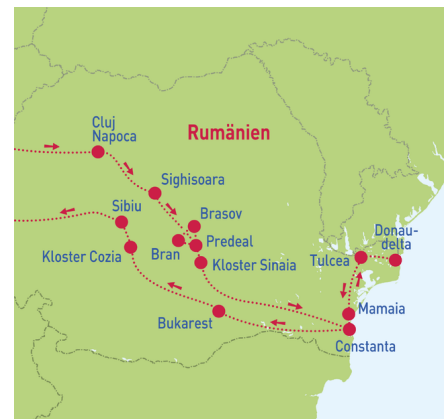 Cluj
Napoca
Rumänien
Sighisoara
Sibiu
Brasov
Predeal
Bran
Kloster Cozia
Kloster Sinaia
Donau-
delta
Tulcea
Mamaia
Bukarest
Constanta